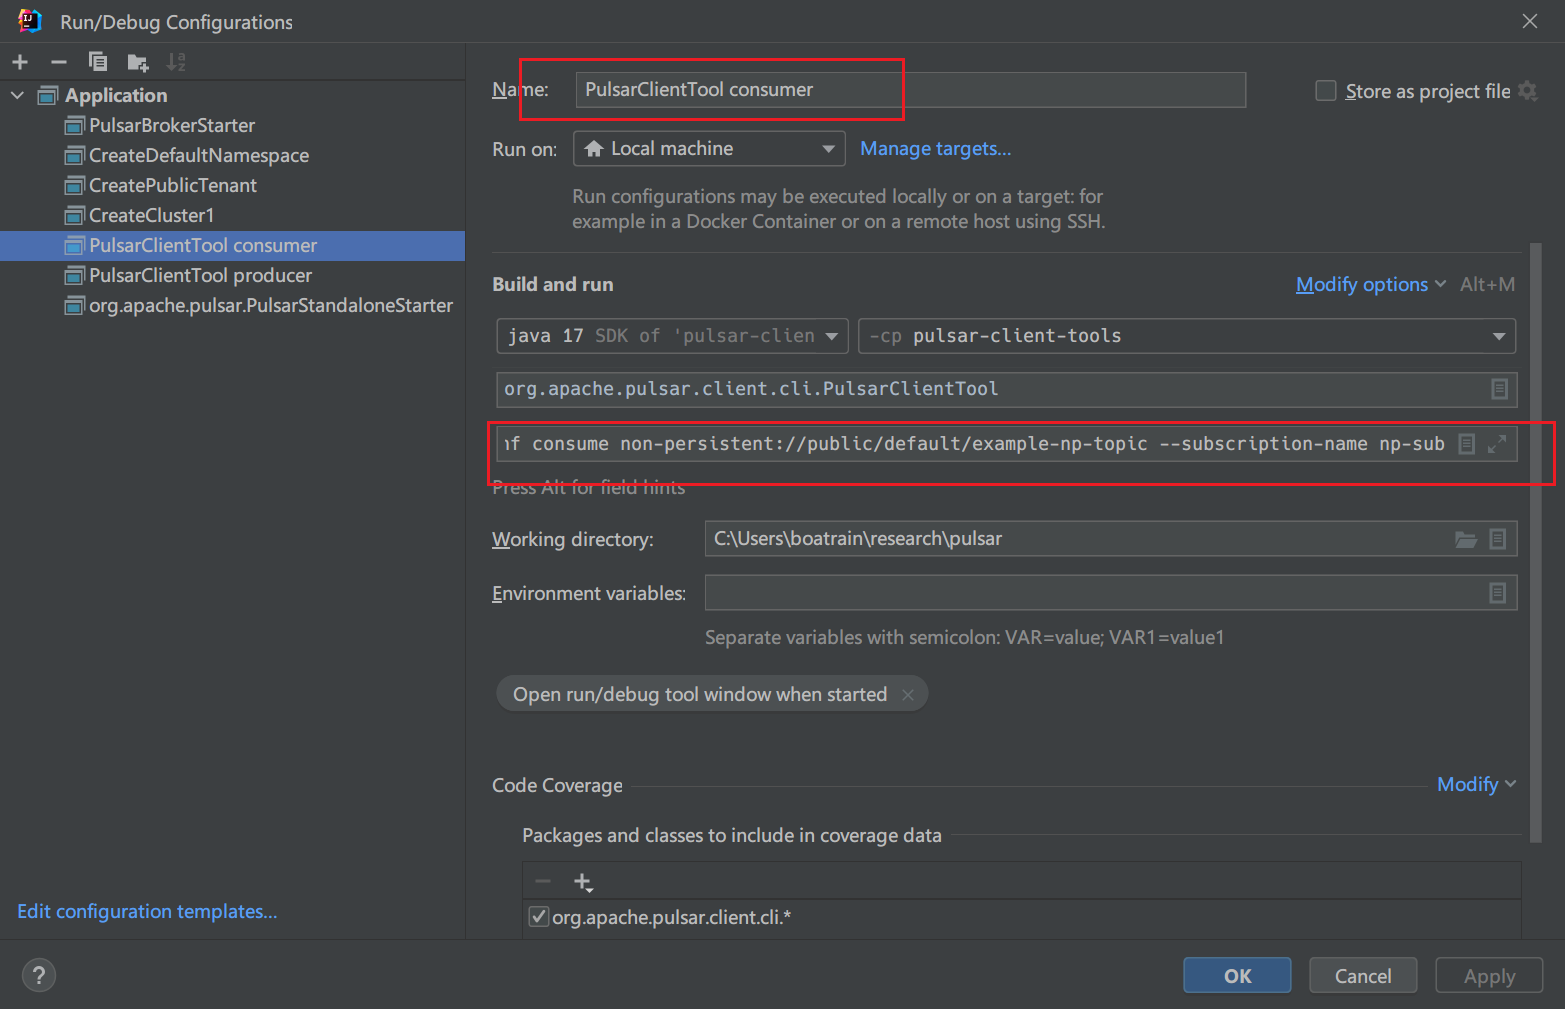 Run/Debug Configurations
Application
PulsarBrokerStarter
CreateDefaultNamespace
CreatePublicTenant
CreateCluster1
PulsarClientTool consumer
PulsarClientTool producer
org.apache.pulsar.PulsarStandaloneStarter
Edit configuration templates...
Name: PulsarClientTool consumer
Store as project file
Run on: Local machine Manage targets...
Run configurations may be executed locally or on a target: for
example in a Docker Container or on a remote host using SSH.
Build and run Modify options Alt+M
java 17 SDK of 'pulsar-clien -cp pulsar-client-tools
org.apache.pulsar.client.cli.PulsarClientTool
consume non-persistent://public/default/example-np-topic --subscription-name np-sub
Press Alt for field hints
Working directory: C:\Users\boatrain\research\pulsar
Environment variables:
Separate variables with semicolon: VAR=value; VAR1=value1
Open run/debug tool window when started
Code Coverage Modify
Packages and classes to include in coverage data
org.apache.pulsar.client.cli.*
?
OK Cancel Apply